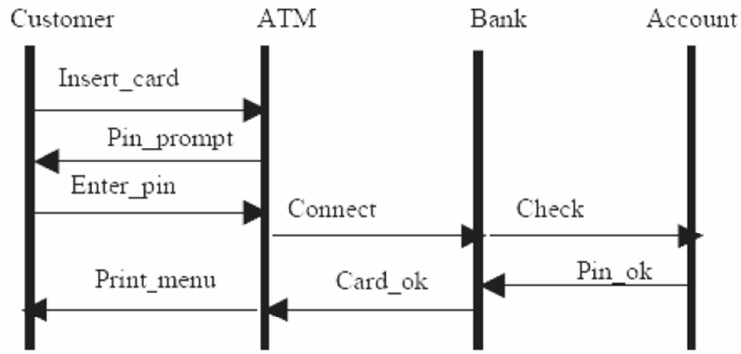 Customer ATM Bank Account
Insert_card
Pin_prompt
Enter_pin
Connect Check
Print_menu Card_ok Pin_ok